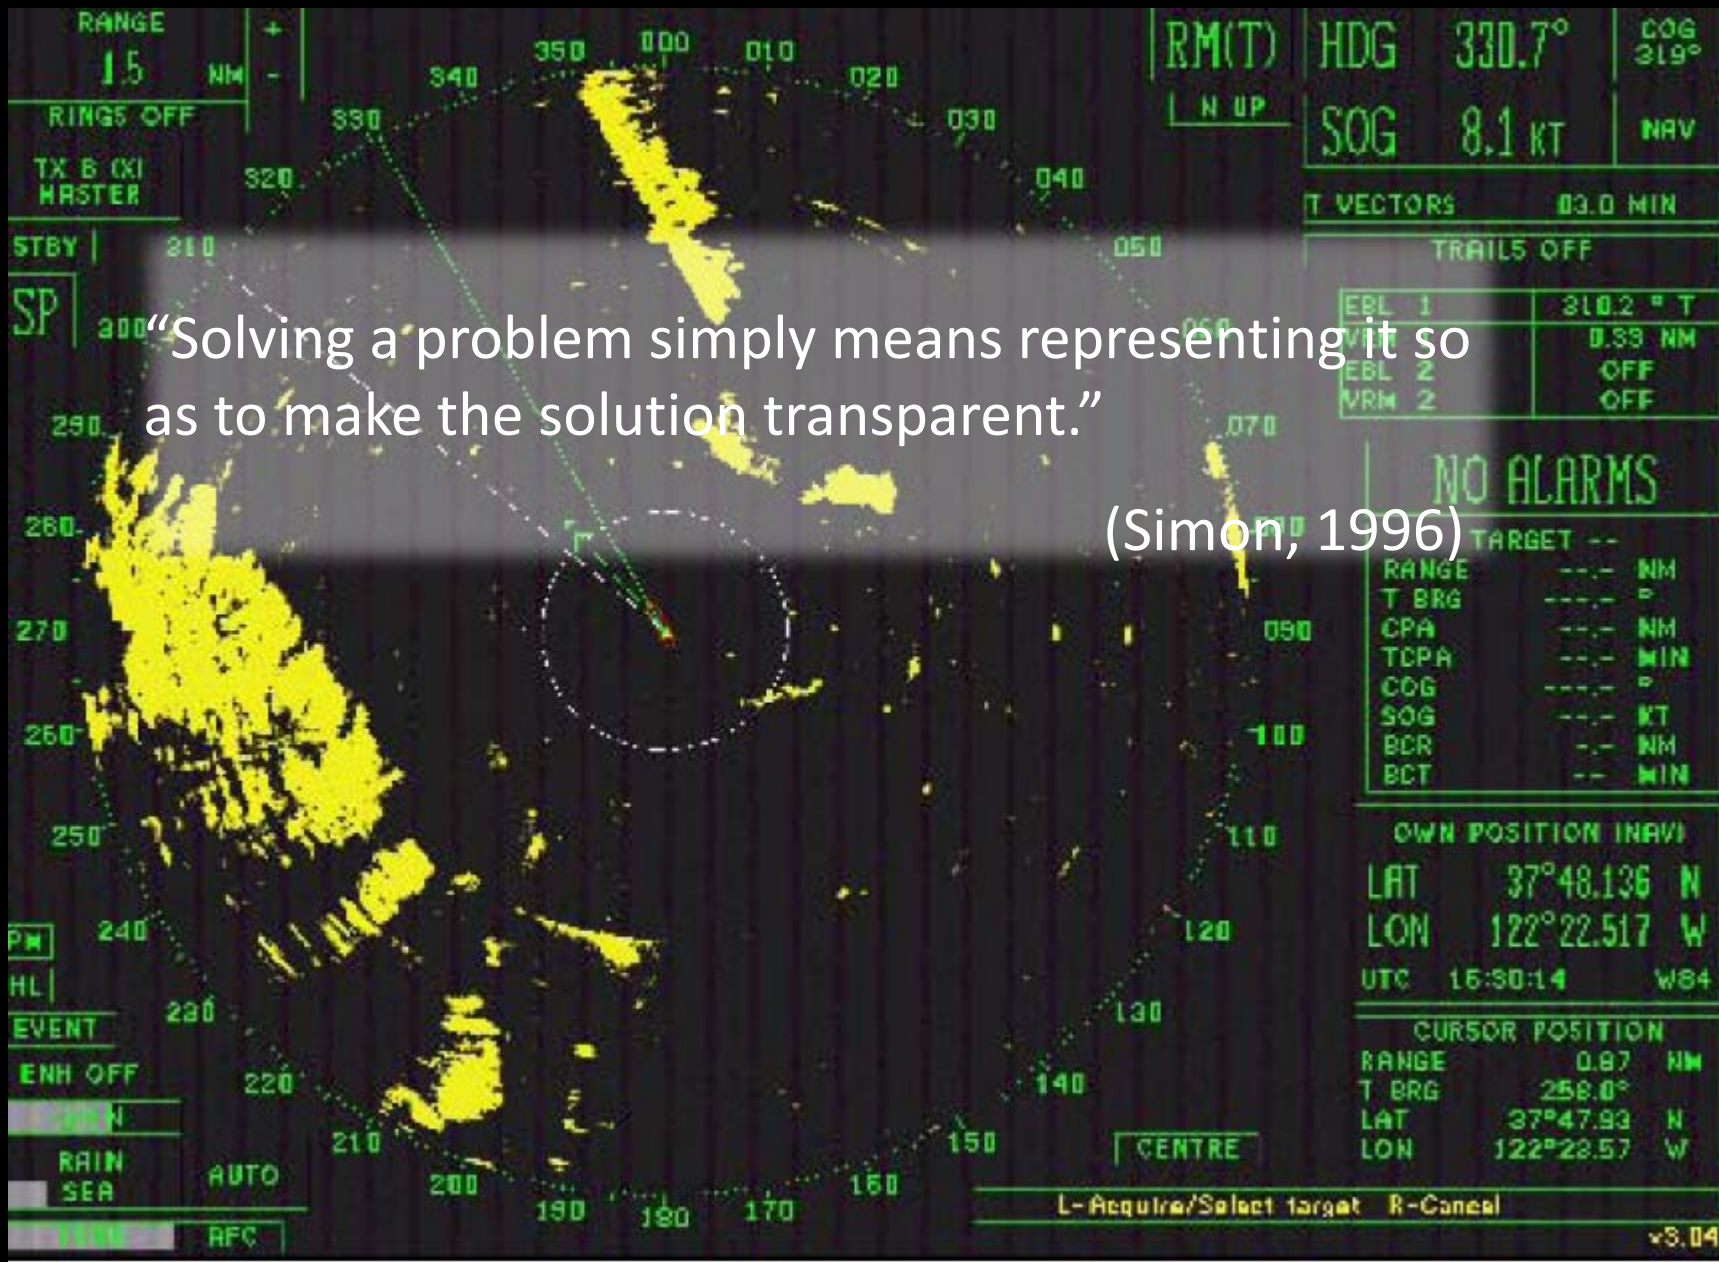 RANGE
1.5 NM
+
-
RINGS OFF
TX B (X)
MASTER
STBY
SP
350 000 010
340 020
330 030
320 040
310 050
300
290 070
280
270 090
260 100
250 110
240 120
230 130
220 140
210 150
200 160
190 180 170
RM(T)
N UP
HDG 330.7°
COG
319°
SOG 8.1 KT
NAV
T VECTORS 03.0 MIN
TRAILS OFF
EBL 1 310.2 ° T
0.33 NM
EBL 2 OFF
VRM 2 OFF
“Solving a problem simply means representing it so
as to make the solution transparent.”
(Simon, 1996)
NO ALARMS
TARGET --
RANGE --.- NM
T BRG ---.- °
CPA --.- NM
TCPA --.- MIN
COG ---.- °
SOG --.- KT
BCR -.- NM
BCT -- MIN
OWN POSITION (NAV)
LAT 37°48.136 N
LON 122°22.517 W
UTC 16:30:14 W84
CURSOR POSITION
RANGE 0.87 NM
T BRG 258.0°
LAT 37°47.93 N
LON 122°23.57 W
PM
HL
EVENT
ENH OFF
RAIN
SEA
AUTO
AFC
CENTRE
L-Acquire/Select target R-Cancel
v3.04